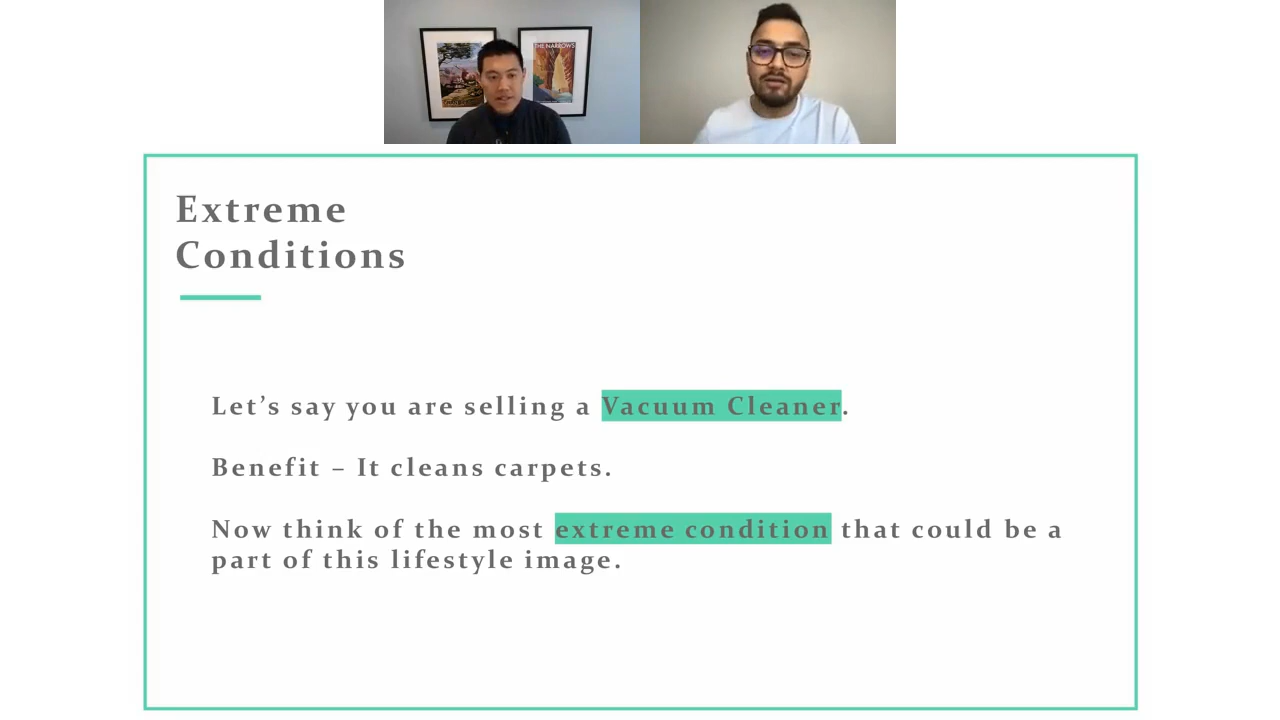 THE NARROWS
Extreme
Conditions
Let's say you are selling a Vacuum Cleaner.
Benefit – It cleans carpets.
Now think of the most extreme condition that could be a
part of this lifestyle image.